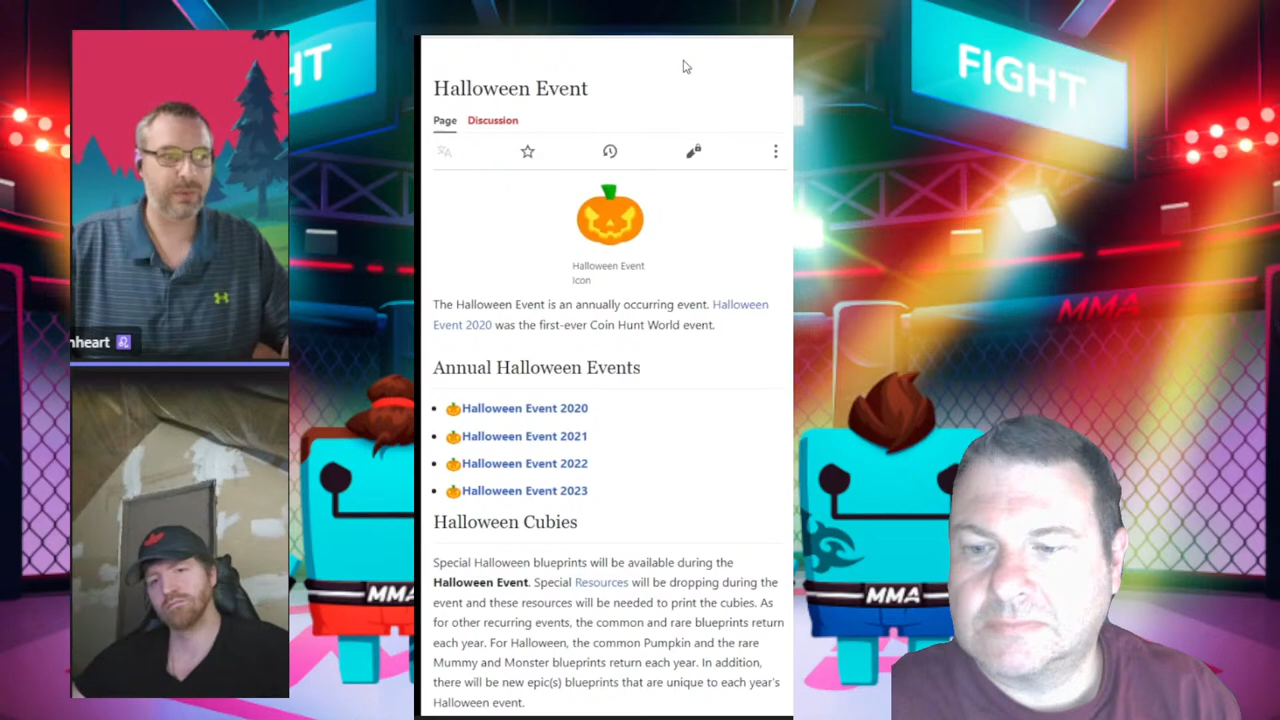 HT
FIGHT
nheart
MMA
MMA
MMA
Halloween Event
Page Discussion
Halloween Event
Icon
The Halloween Event is an annually occurring event. Halloween
Event 2020 was the first-ever Coin Hunt World event.
Annual Halloween Events
Halloween Event 2020
Halloween Event 2021
Halloween Event 2022
Halloween Event 2023
Halloween Cubies
Special Halloween blueprints will be available during the
Halloween Event. Special Resources will be dropping during the
event and these resources will be needed to print the cubies. As
for other recurring events, the common and rare blueprints return
each year. For Halloween, the common Pumpkin and the rare
Mummy and Monster blueprints return each year. In addition,
there will be new epic(s) blueprints that are unique to each year's
Halloween event.